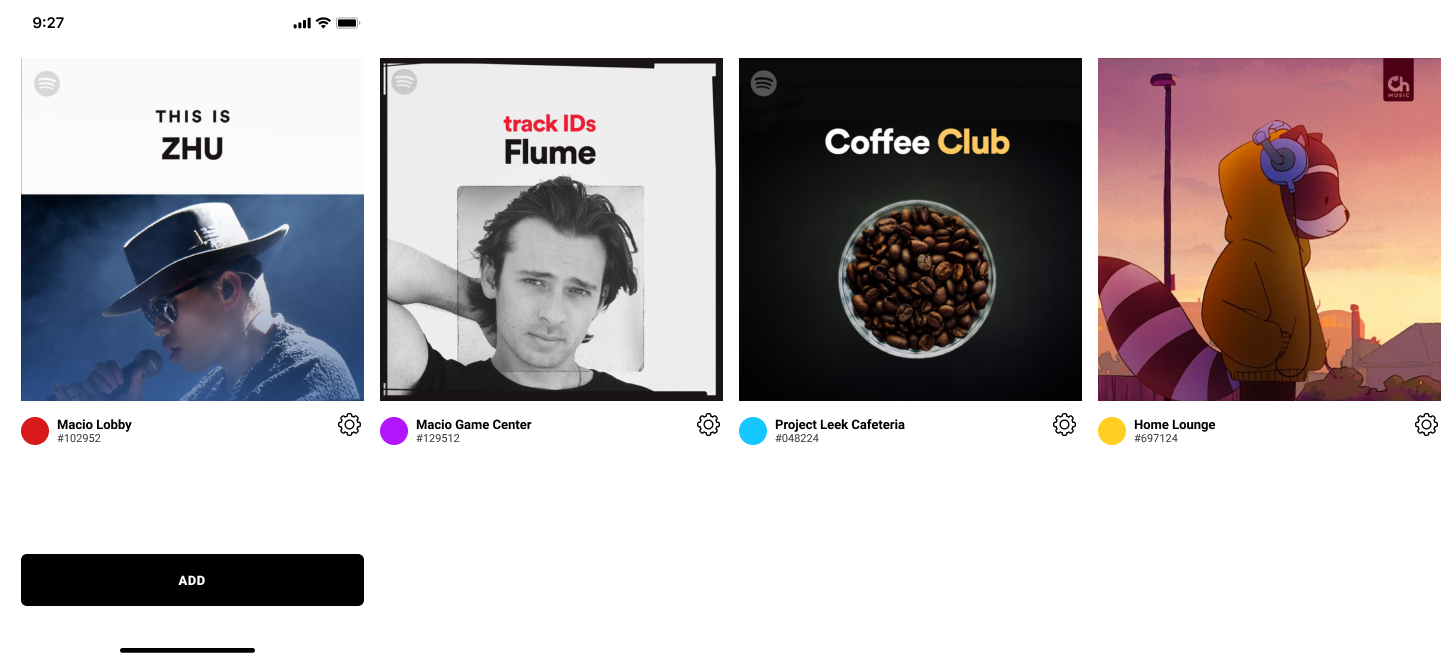 9:27
THIS IS
ZHU
track IDs
Flume
Coffee Club
Ch
MUSIC
Macio Lobby
#102952
Macio Game Center
#129512
Project Leek Cafeteria
#048224
Home Lounge
#697124
ADD